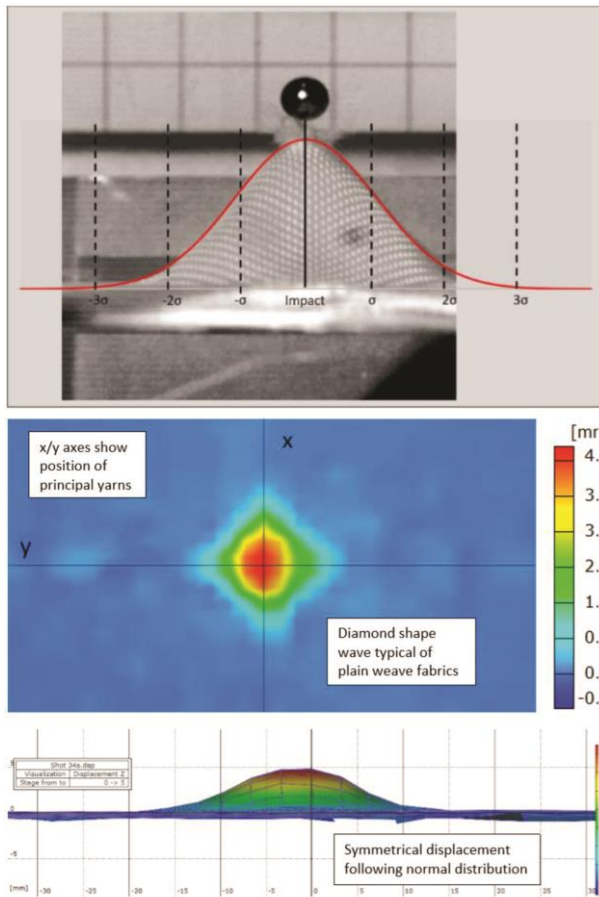 -3σ
-2σ
-σ
Impact
σ
2σ
3σ
x/y axes show
position of
principal yarns
x
y
Diamond shape
wave typical of
plain weave fabrics
[mr
4.
3.
2.
1.
0.
0.
-0.
Shot 34s.dap
Visualization Displacement Z
Stage from to 0 -> 5
5
0
-5
Symmetrical displacement
following normal distribution
[mm] -30 -25 -20 -15 -10 -5 0 5 10 15 20 25 30